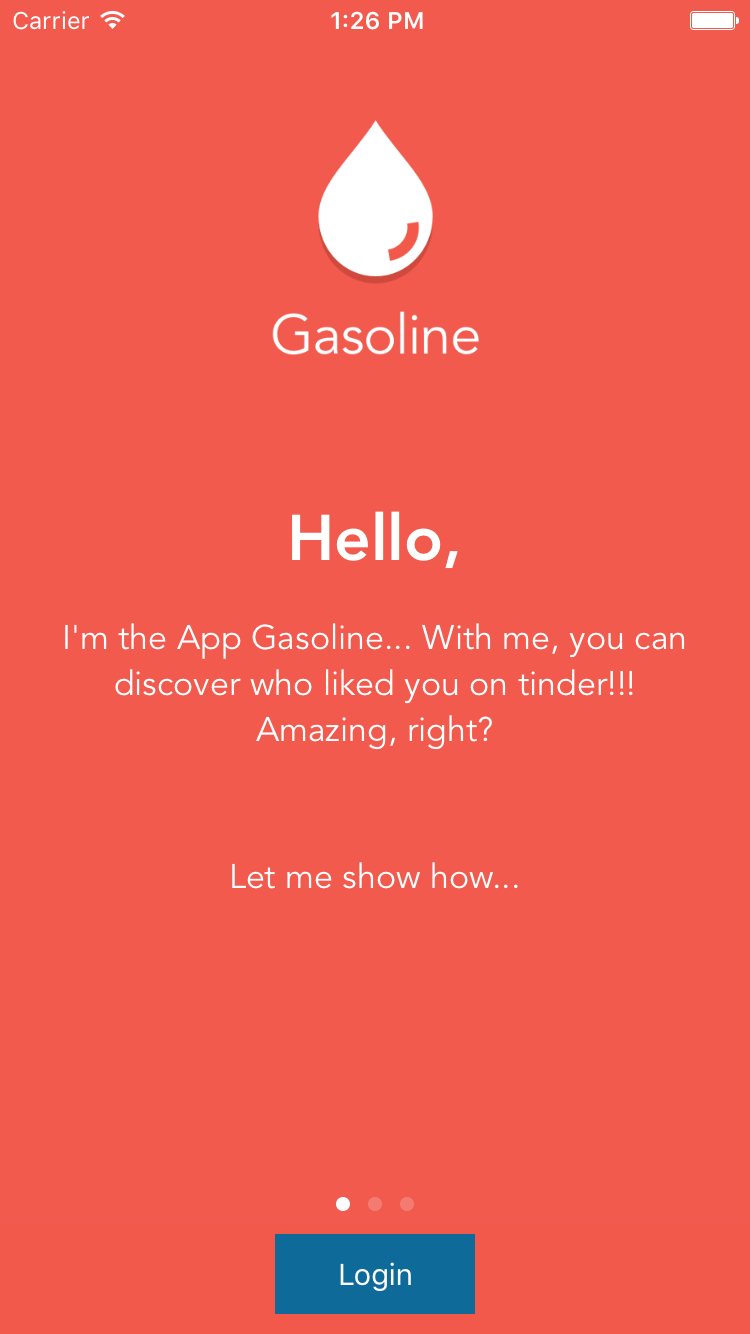 Carrier 1:26 PM
Gasoline
Hello,
I'm the App Gasoline... With me, you can
discover who liked you on tinder!!!
Amazing, right?
Let me show how...
Login